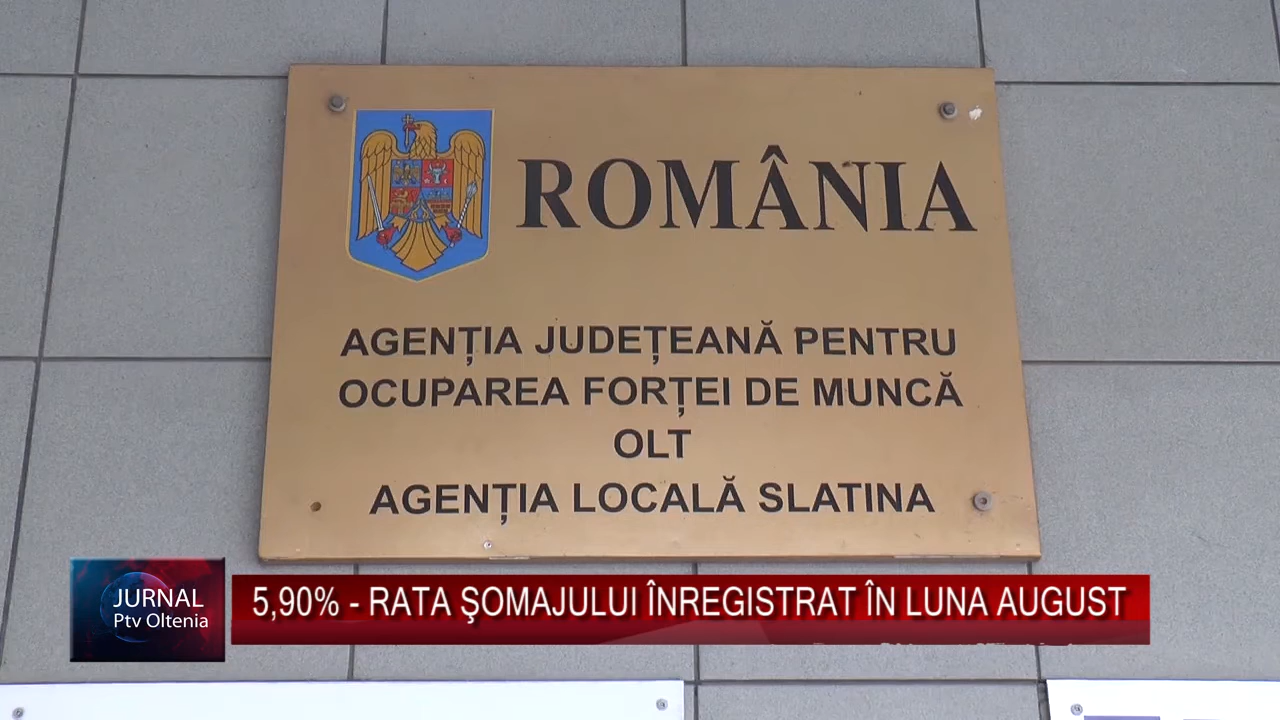 ROMÂNIA
AGENȚIA JUDEȚEANĂ PENTRU
OCUPAREA FORȚEI DE MUNCĂ
OLT
AGENȚIA LOCALĂ SLATINA
JURNAL
Ptv Oltenia
5,90% - RATA ŞOMAJULUI ÎNREGISTRAT ÎN LUNA AUGUST